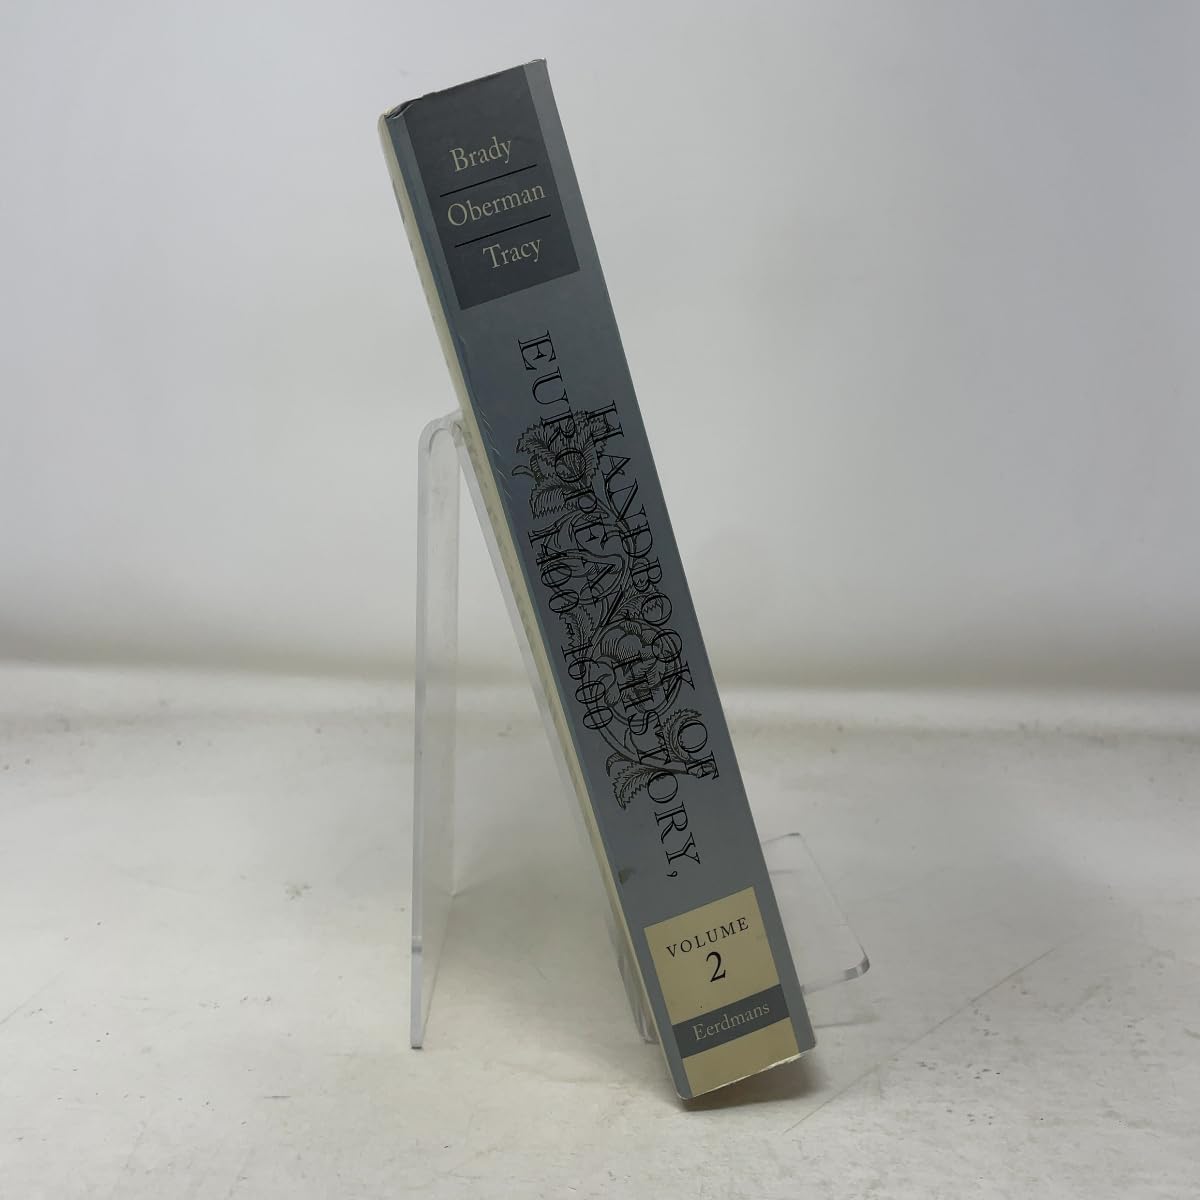 Brady
Oberman
Tracy
HANDBOOK OF
EUROPEAN HISTORY,
1400–1600
VOLUME
2
Eerdmans